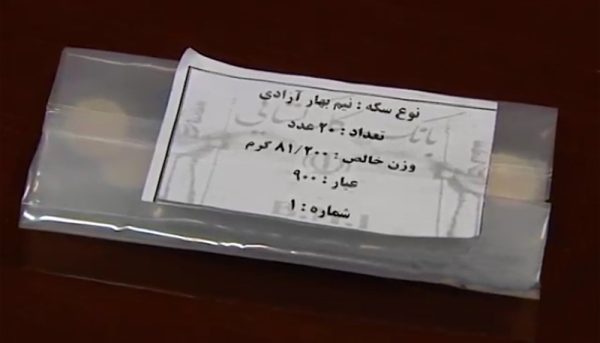 نوع سکه : نیم بهار آزادی
تعداد : ۲۰ عدد
وزن خالص : ۸۱/۲۰۰ گرم
عیار : ۹۰۰
شماره : ۱